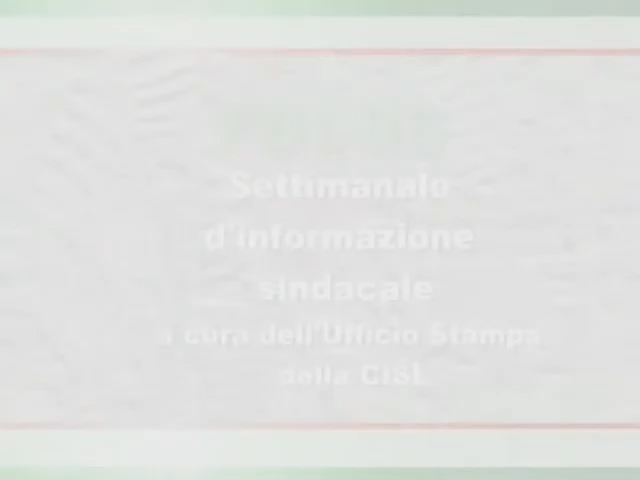 Settimanale
d'informazione
sindacale
a cura dell'Ufficio Stampa
della CISL